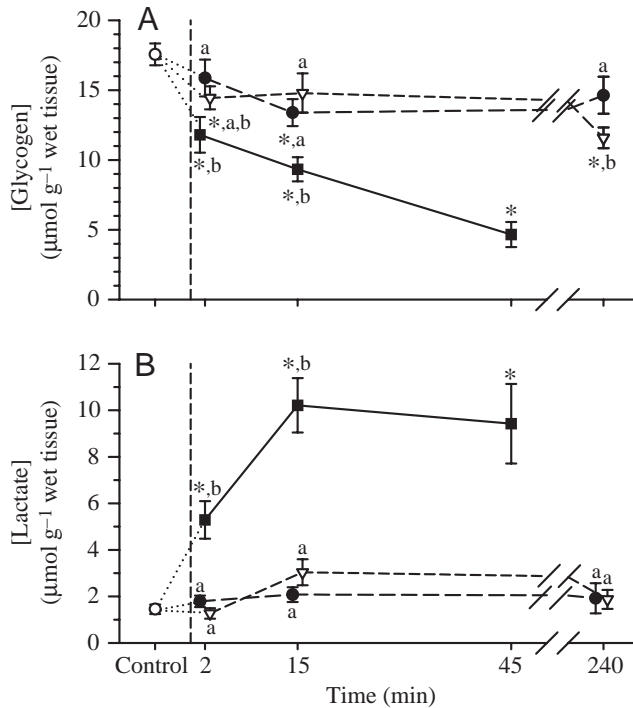 A
20
15
10
5
0
[Glycogen]
(µmol g⁻¹ wet tissue)
a
a
a
*,a,b
*,a
*,b
*,b
*
*,b
B
12
10
8
6
4
2
0
[Lactate]
(µmol g⁻¹ wet tissue)
*,b
*
*,b
a
a
a a
a
a
Control 2 15 45 240
Time (min)